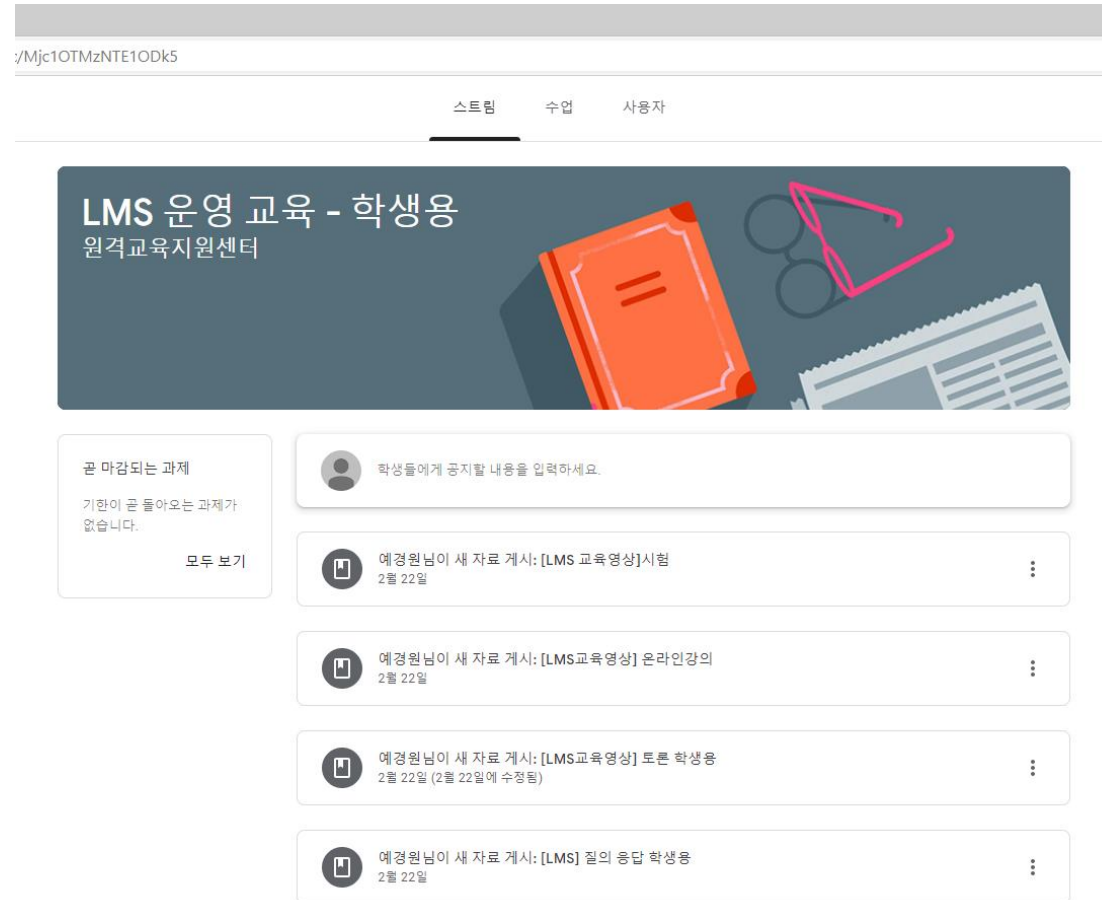 :/Mjc1OTMzNTE1ODk5
스트림 수업 사용자
LMS 운영 교육 - 학생용
원격교육지원센터
곧 마감되는 과제
기한이 곧 돌아오는 과제가
없습니다.
모두 보기
학생들에게 공지할 내용을 입력하세요.
예경원님이 새 자료 게시: [LMS 교육영상]시험
2월 22일
예경원님이 새 자료 게시: [LMS교육영상] 온라인강의
2월 22일
예경원님이 새 자료 게시: [LMS교육영상] 토론 학생용
2월 22일 (2월 22일에 수정됨)
예경원님이 새 자료 게시: [LMS] 질의 응답 학생용
2월 22일